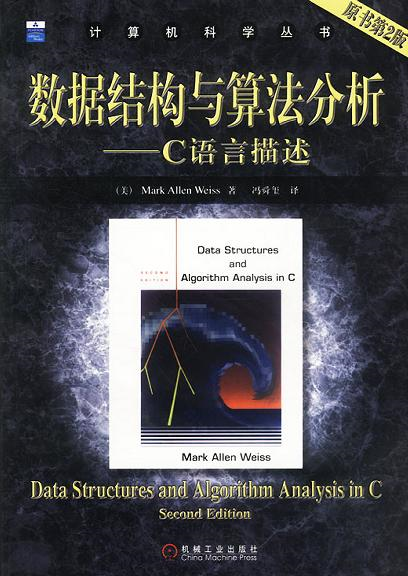 计算机科学丛书
原书第2版
数据结构与算法分析
——C语言描述
(美) Mark Allen Weiss 著 冯舜玺 译
Data Structures
and
Algorithm Analysis in C
SECOND
EDITION
Mark Allen Weiss
Data Structures and Algorithm Analysis in C
Second Edition
机械工业出版社
China Machine Press